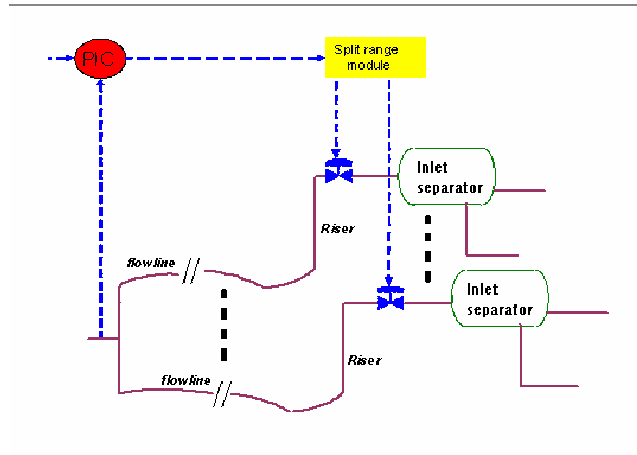 PIC
Split range
module
Inlet
separator
Riser
flowline
Inlet
separator
Riser
flowline